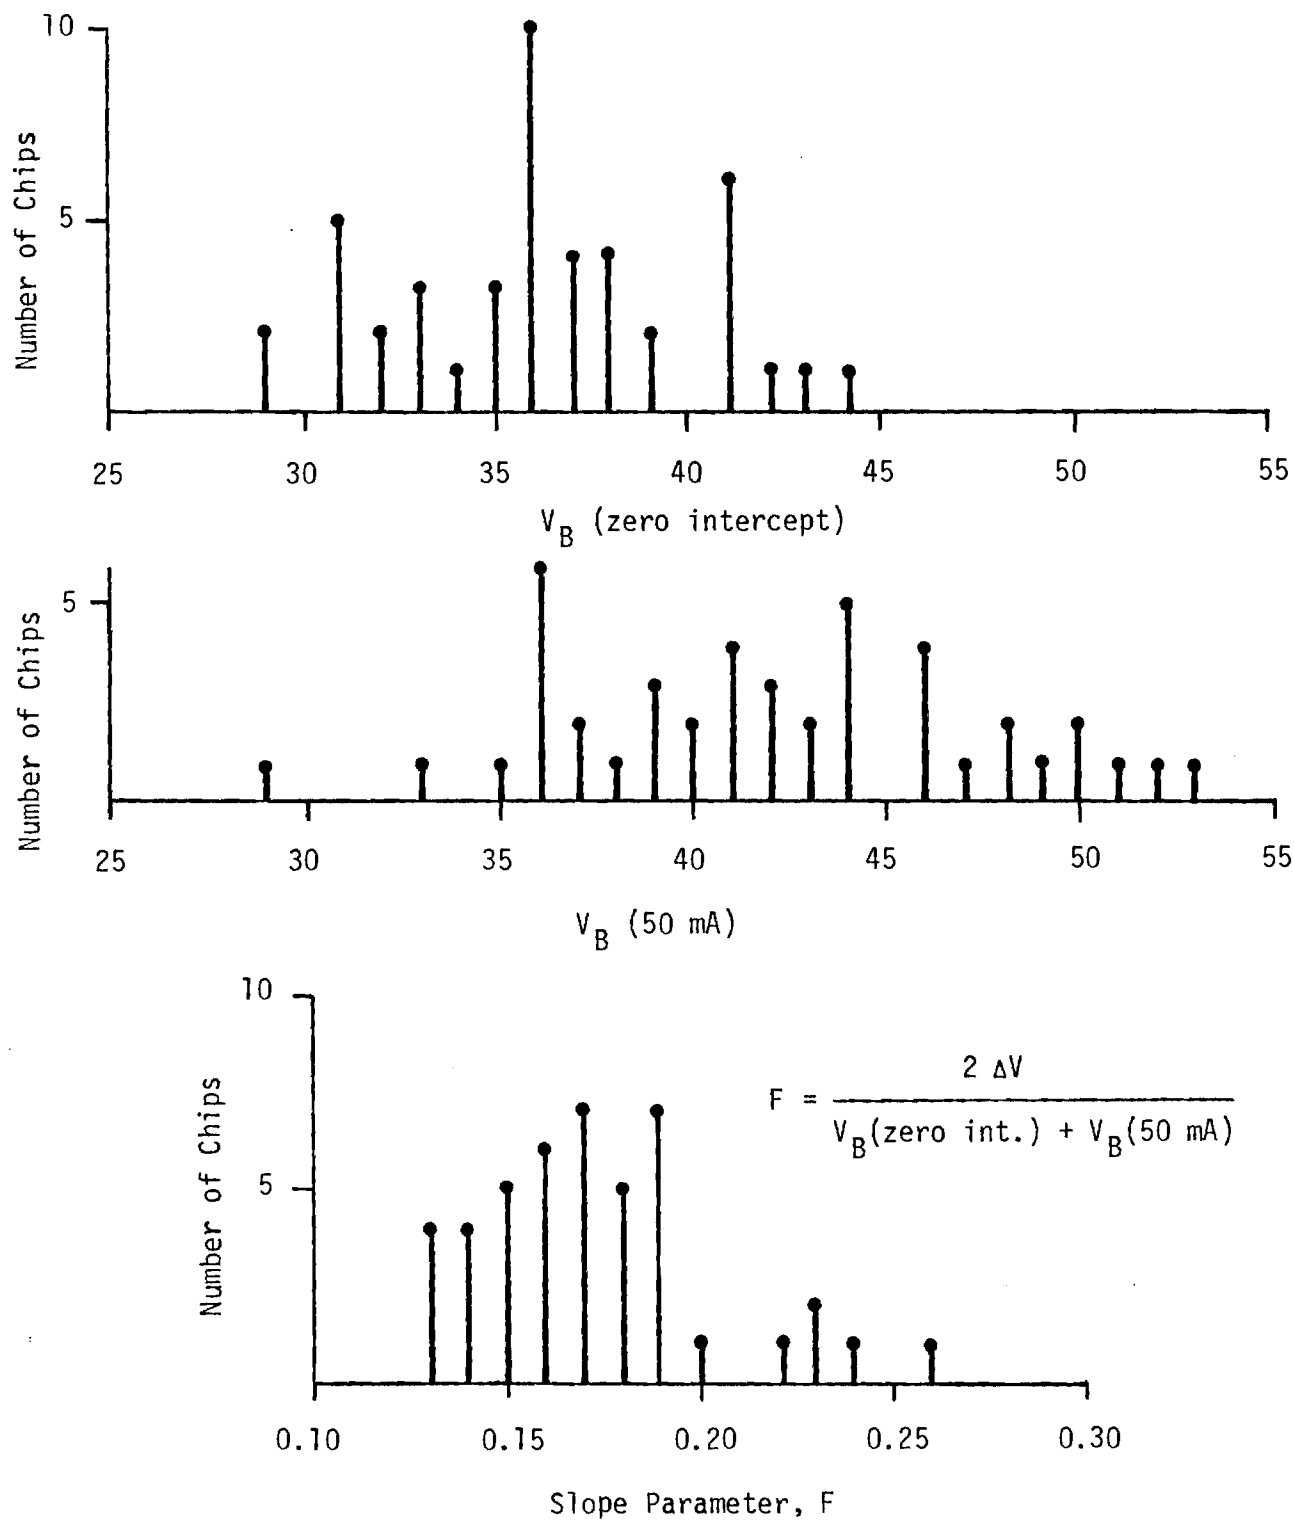 10
5
Number of Chips
25 30 35 40 45 50 55
V_B (zero intercept)
5
Number of Chips
25 30 35 40 45 50 55
V_B (50 mA)
10
5
Number of Chips
F = 2 ΔV / V_B(zero int.) + V_B(50 mA)
0.10 0.15 0.20 0.25 0.30
Slope Parameter, F